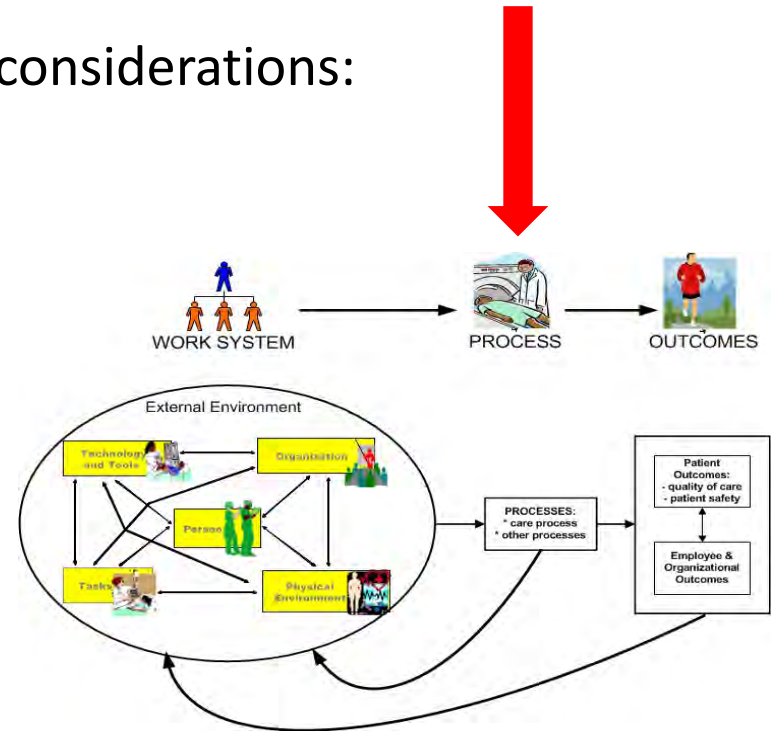 considerations:
WORK SYSTEM
PROCESS
OUTCOMES
External Environment
Technology
and Tools
Organization
Person
Tasks
Physical
Environment
PROCESSES:
* care process
* other processes
Patient
Outcomes:
- quality of care
- patient safety
Employee &
Organizational
Outcomes